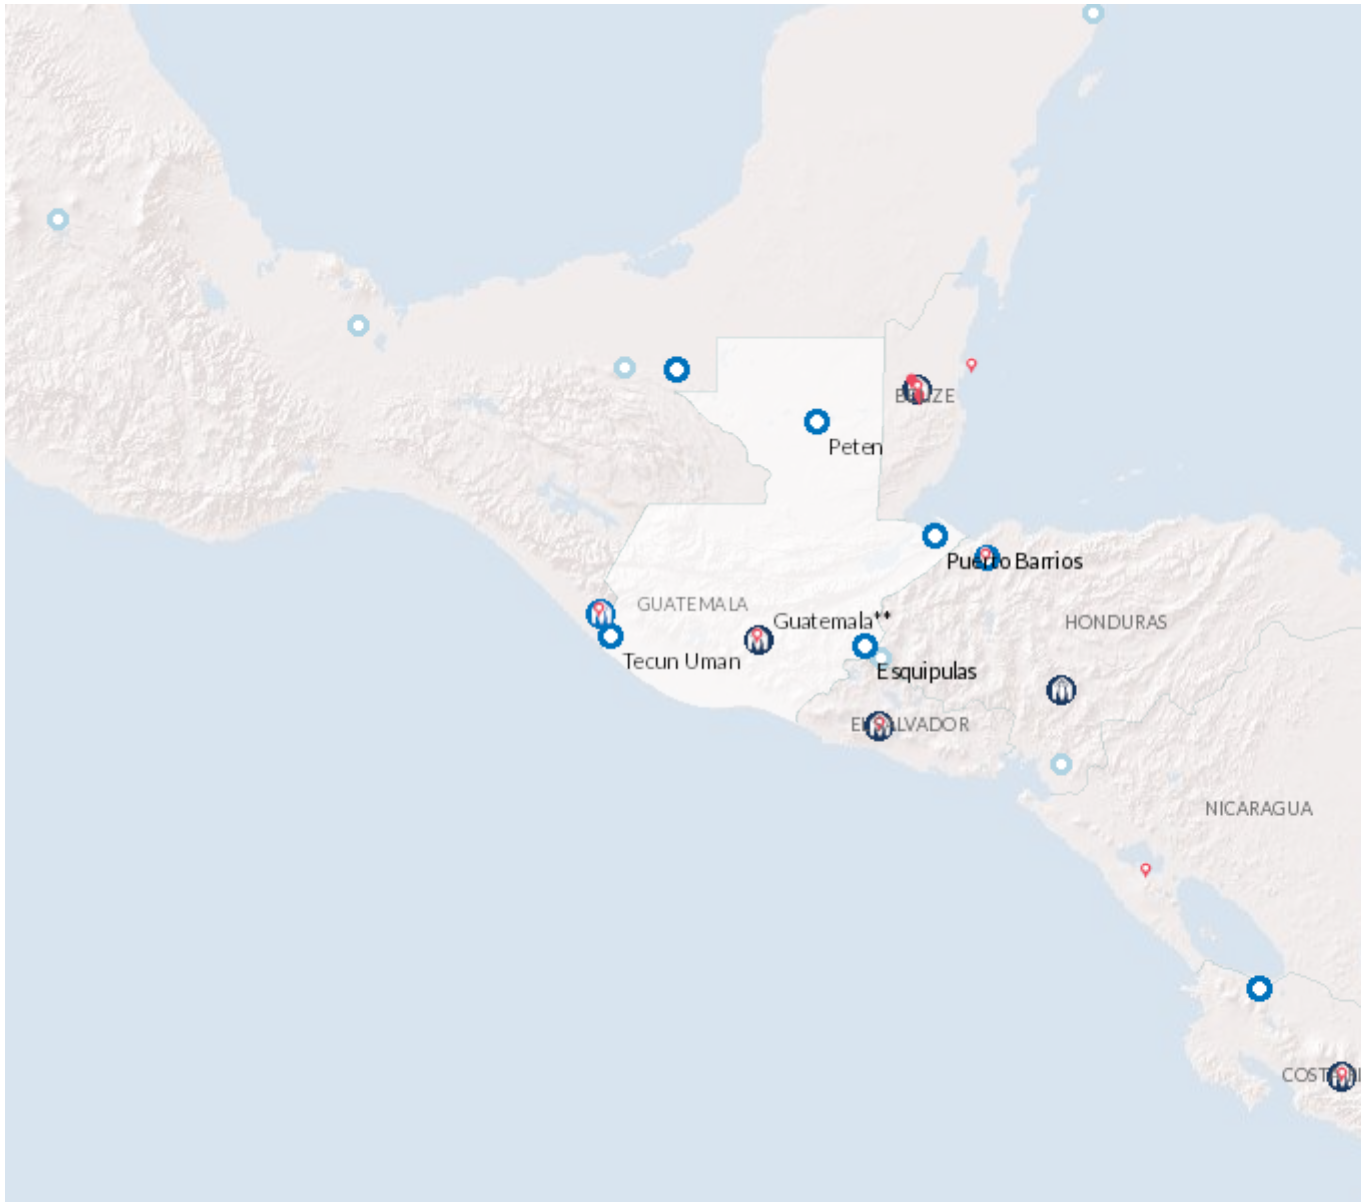 BELIZE
Peten
Puerto Barrios
GUATEMALA
Guatemala**
HONDURAS
Tecun Uman
Esquipulas
EL SALVADOR
NICARAGUA